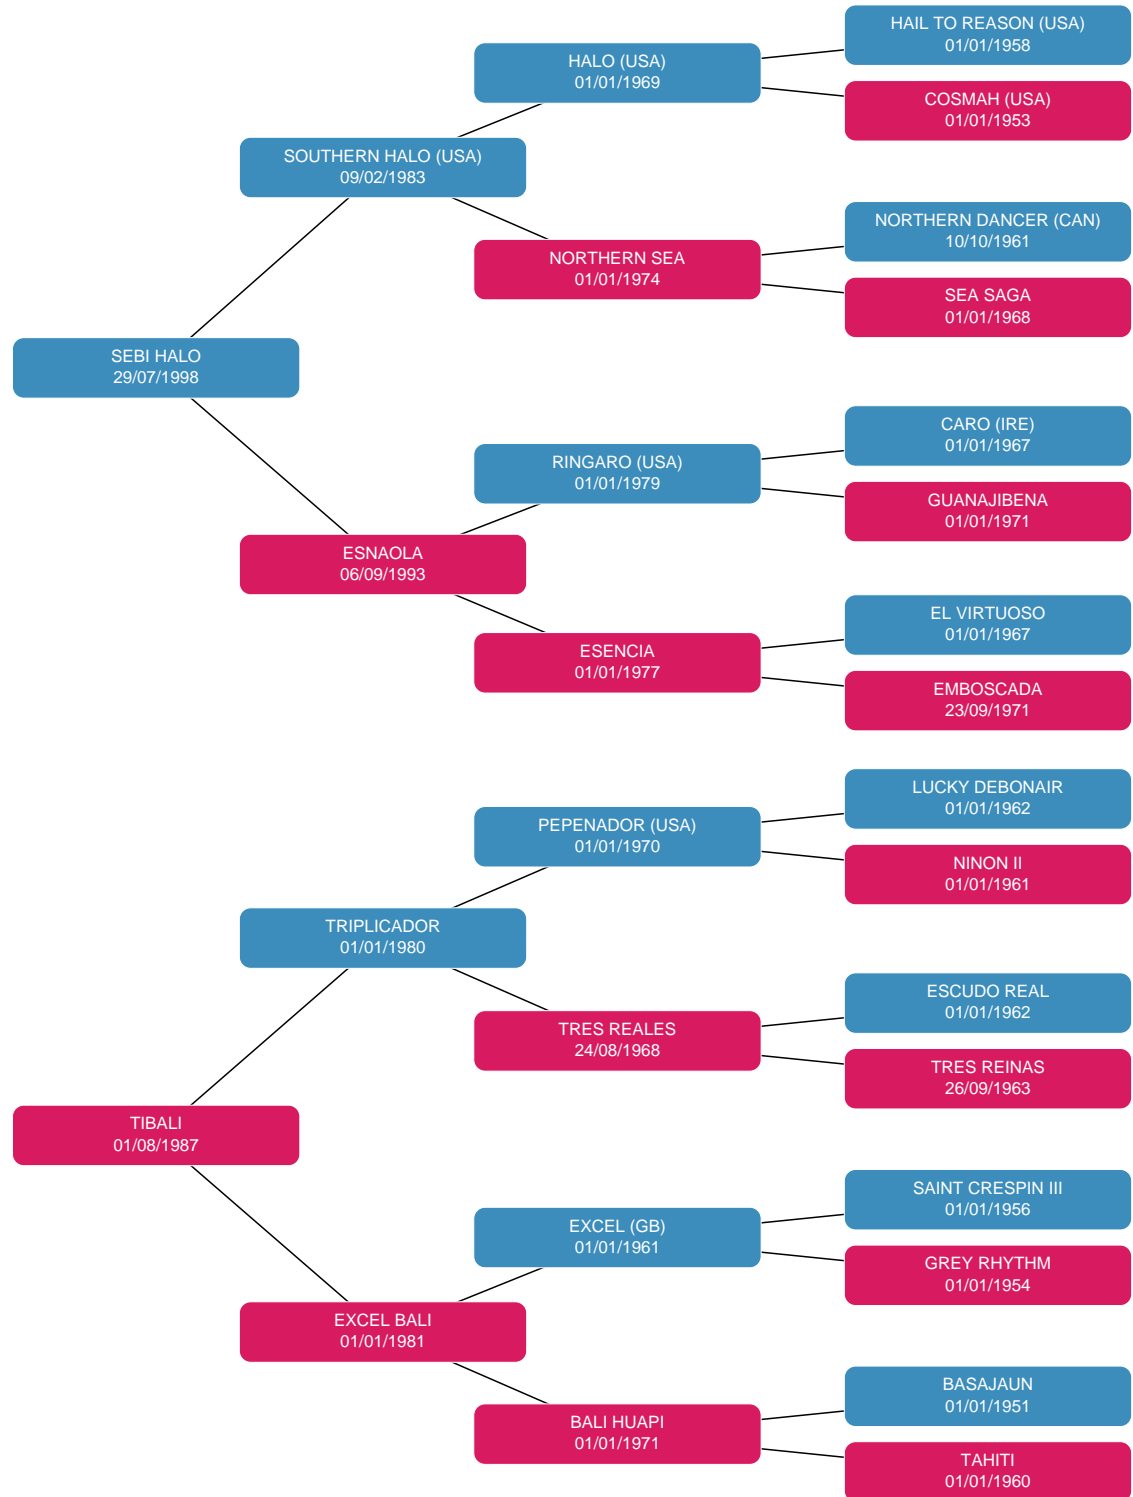 HAIL TO REASON (USA)
01/01/1958
HALO (USA)
01/01/1969
COSMAH (USA)
01/01/1953
SOUTHERN HALO (USA)
09/02/1983
NORTHERN DANCER (CAN)
10/10/1961
NORTHERN SEA
01/01/1974
SEA SAGA
01/01/1968
SEBI HALO
29/07/1998
CARO (IRE)
01/01/1967
RINGARO (USA)
01/01/1979
GUANAJIBENA
01/01/1971
ESNAOLA
06/09/1993
EL VIRTUOSO
01/01/1967
ESENCIA
01/01/1977
EMBOSCADA
23/09/1971
LUCKY DEBONAIR
01/01/1962
PEPENADOR (USA)
01/01/1970
NINON II
01/01/1961
TRIPLICADOR
01/01/1980
ESCUDO REAL
01/01/1962
TRES REALES
24/08/1968
TRES REINAS
26/09/1963
TIBALI
01/08/1987
SAINT CRESPIN III
01/01/1956
EXCEL (GB)
01/01/1961
GREY RHYTHM
01/01/1954
EXCEL BALI
01/01/1981
BASAJAUN
01/01/1951
BALI HUAPI
01/01/1971
TAHITI
01/01/1960